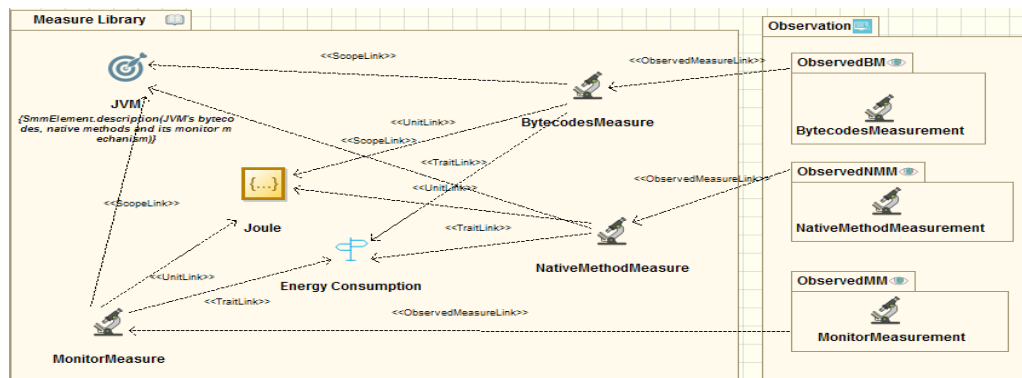 Measure Library
Observation
<<ScopeLink>>
<<ObservedMeasureLink>>
ObservedBM
JVM
{SmmElement.description(JVM's byteco
des, native methods and its monitor m
echanism)}
BytecodesMeasure
BytecodesMeasurement
<<UnitLink>>
<<ScopeLink>>
<<TraitLink>>
{...}
<<UnitLink>>
<<ObservedMeasureLink>>
ObservedNMM
<<ScopeLink>>
Joule
<<TraitLink>>
NativeMethodMeasurement
NativeMethodMeasure
Energy Consumption
<<UnitLink>>
<<TraitLink>>
<<ObservedMeasureLink>>
ObservedMM
MonitorMeasurement
MonitorMeasure